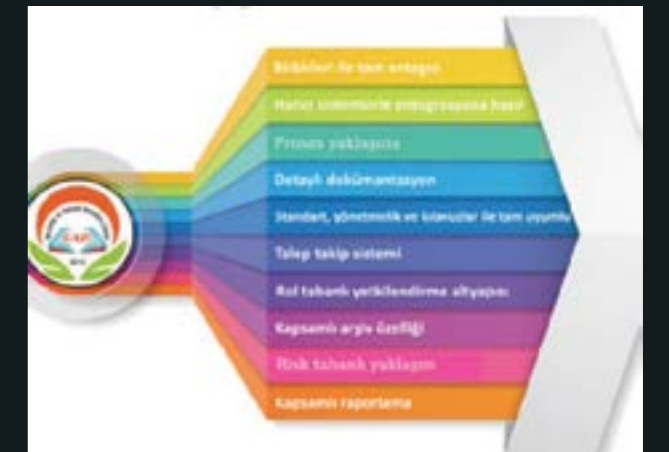 Birbirleri ile tam entegre
Harici sistemlerle entegrasyona hazır
Proses yaklaşımı
Detaylı dokümantasyon
Standart, yönetmelik ve kılavuzlar ile tam uyumlu
Talep takip sistemi
Rol tabanlı yetkilendirme altyapısı
Kapsamlı arşiv özelliği
Risk tabanlı yaklaşım
Kapsamlı raporlama